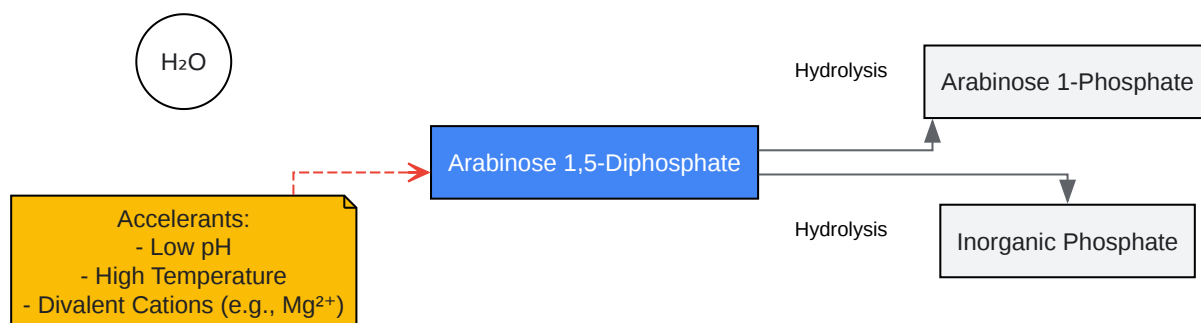 H₂O
Hydrolysis
Arabinose 1-Phosphate
Arabinose 1,5-Diphosphate
Accelerants:
- Low pH
- High Temperature
- Divalent Cations (e.g., Mg²⁺)
Hydrolysis
Inorganic Phosphate